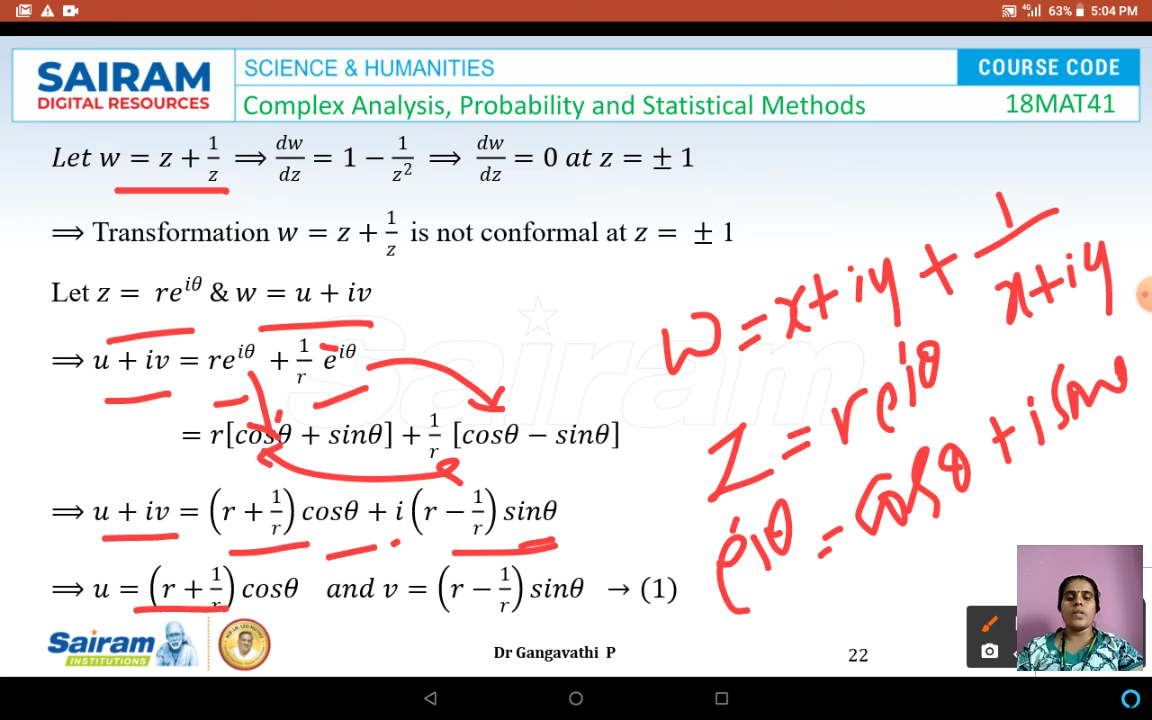 4G 63% 5:04 PM
SAIRAM
DIGITAL RESOURCES
SCIENCE & HUMANITIES
COURSE CODE
Complex Analysis, Probability and Statistical Methods
18MAT41
Let w = z + 1/z ⟹ dw/dz = 1 − 1/z² ⟹ dw/dz = 0 at z = ± 1
⟹ Transformation w = z + 1/z is not conformal at z = ± 1
Let z = re^{iθ} & w = u + iv
w = x+iy + 1/(x+iy)
⟹ u + iv = re^{iθ} + 1/r e^{iθ}
z = re^{iθ}
= r[cosθ + sinθ] + 1/r [cosθ − sinθ]
e^{iθ} = cosθ + i sin
⟹ u + iv = (r + 1/r) cosθ + i (r − 1/r) sinθ
⟹ u = (r + 1/r) cosθ and v = (r − 1/r) sinθ → (1)
Sairam
INSTITUTIONS
Dr Gangavathi P
22
Sairam